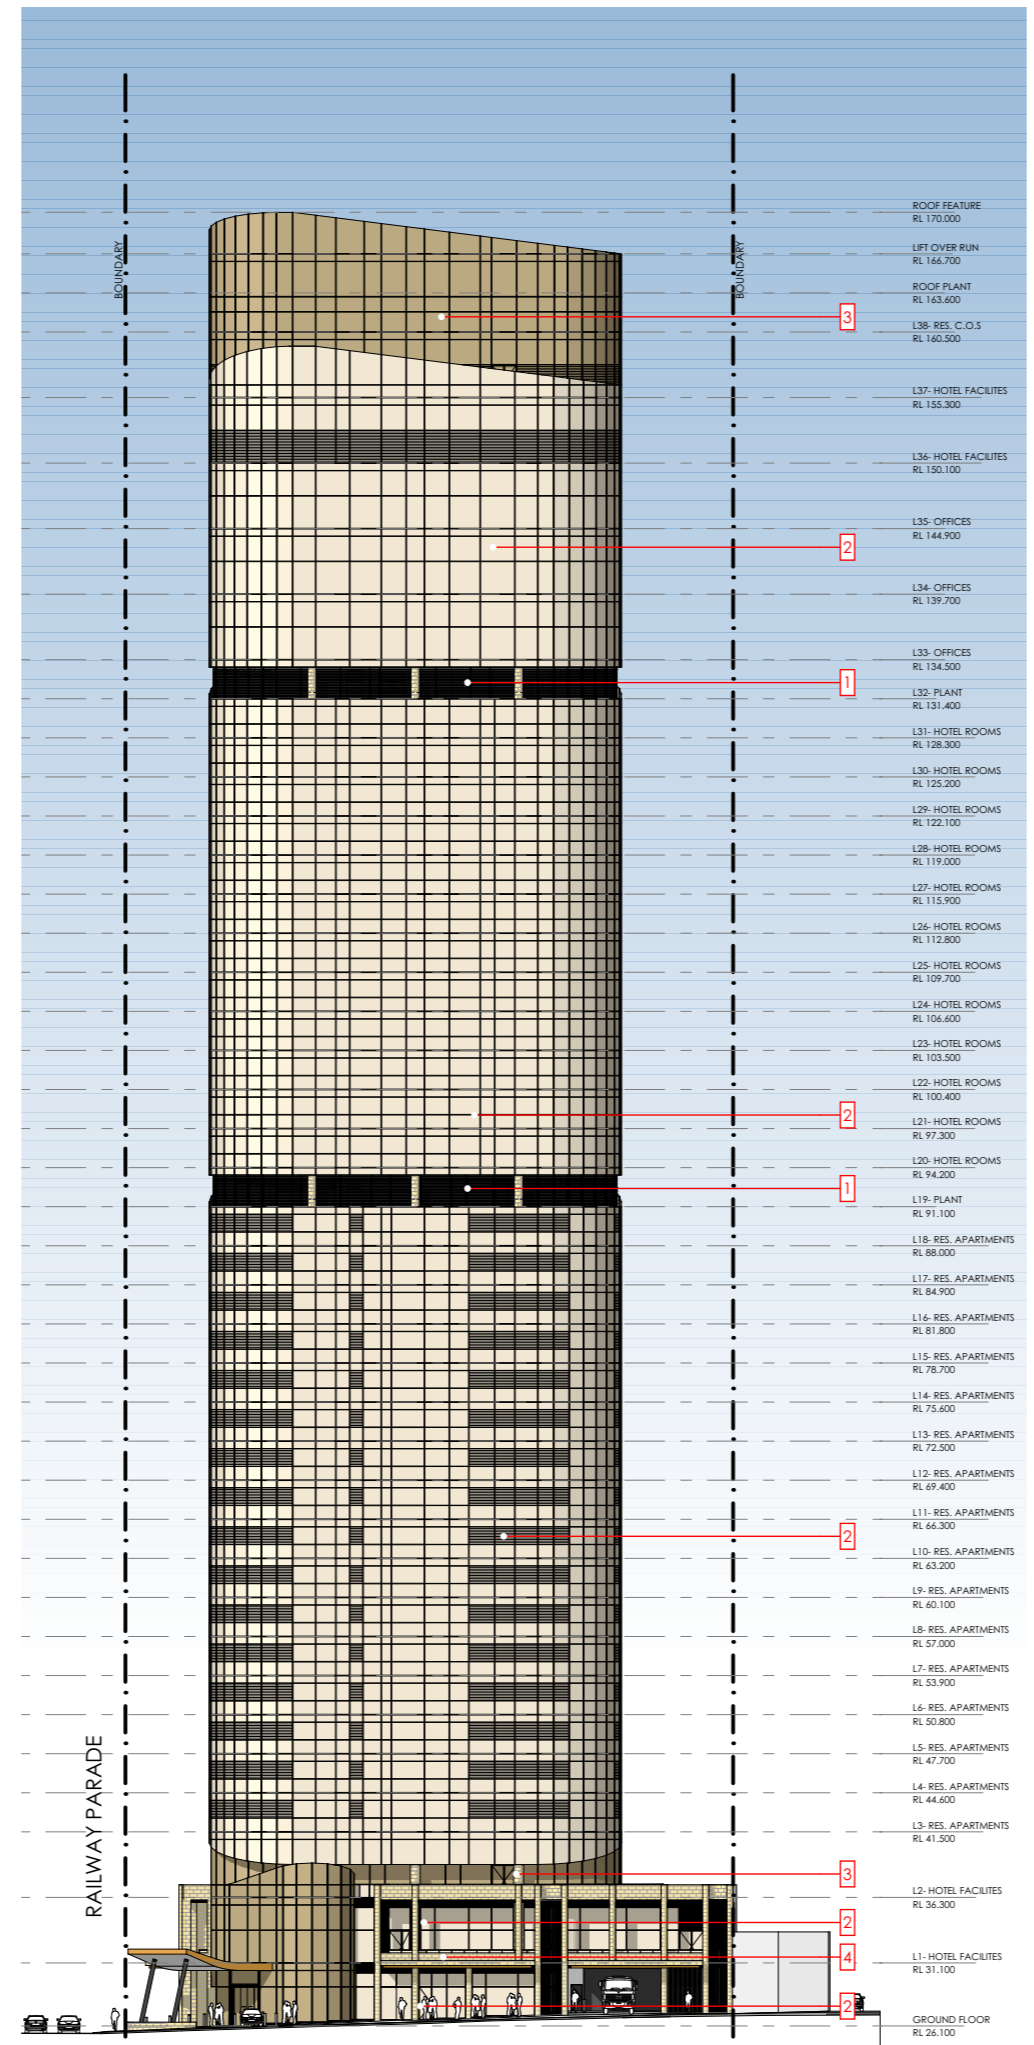 ROOF FEATURE
RL 170.000
BOUNDARY
BOUNDARY
LIFT OVER RUN
RL 166.700
ROOF PLANT
RL 163.600
3
L38- RES. C.O.S
RL 160.500
L37- HOTEL FACILITES
RL 155.300
L36- HOTEL FACILITES
RL 150.100
L35- OFFICES
RL 144.900
2
L34- OFFICES
RL 139.700
L33- OFFICES
RL 134.500
1
L32- PLANT
RL 131.400
L31- HOTEL ROOMS
RL 128.300
L30- HOTEL ROOMS
RL 125.200
L29- HOTEL ROOMS
RL 122.100
L28- HOTEL ROOMS
RL 119.000
L27- HOTEL ROOMS
RL 115.900
L26- HOTEL ROOMS
RL 112.800
L25- HOTEL ROOMS
RL 109.700
L24- HOTEL ROOMS
RL 106.600
L23- HOTEL ROOMS
RL 103.500
L22- HOTEL ROOMS
RL 100.400
2
L21- HOTEL ROOMS
RL 97.300
L20- HOTEL ROOMS
RL 94.200
1
L19- PLANT
RL 91.100
L18- RES. APARTMENTS
RL 88.000
L17- RES. APARTMENTS
RL 84.900
L16- RES. APARTMENTS
RL 81.800
L15- RES. APARTMENTS
RL 78.700
L14- RES. APARTMENTS
RL 75.600
L13- RES. APARTMENTS
RL 72.500
L12- RES. APARTMENTS
RL 69.400
L11- RES. APARTMENTS
RL 66.300
2
L10- RES. APARTMENTS
RL 63.200
L9- RES. APARTMENTS
RL 60.100
L8- RES. APARTMENTS
RL 57.000
L7- RES. APARTMENTS
RL 53.900
L6- RES. APARTMENTS
RL 50.800
L5- RES. APARTMENTS
RL 47.700
L4- RES. APARTMENTS
RL 44.600
L3- RES. APARTMENTS
RL 41.500
RAILWAY PARADE
3
L2- HOTEL FACILITES
RL 36.300
2
4
L1- HOTEL FACILITES
RL 31.100
2
GROUND FLOOR
RL 26.100